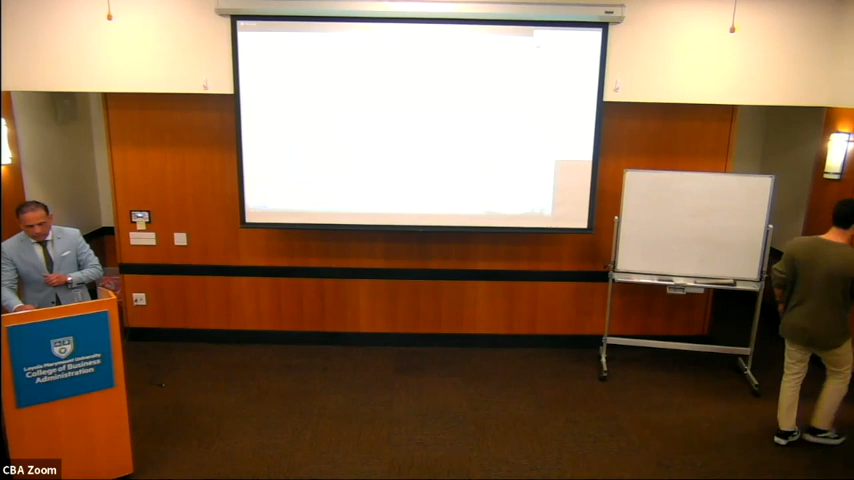 Loyola Marymount University
College of Business
Administration
CBA Zoom